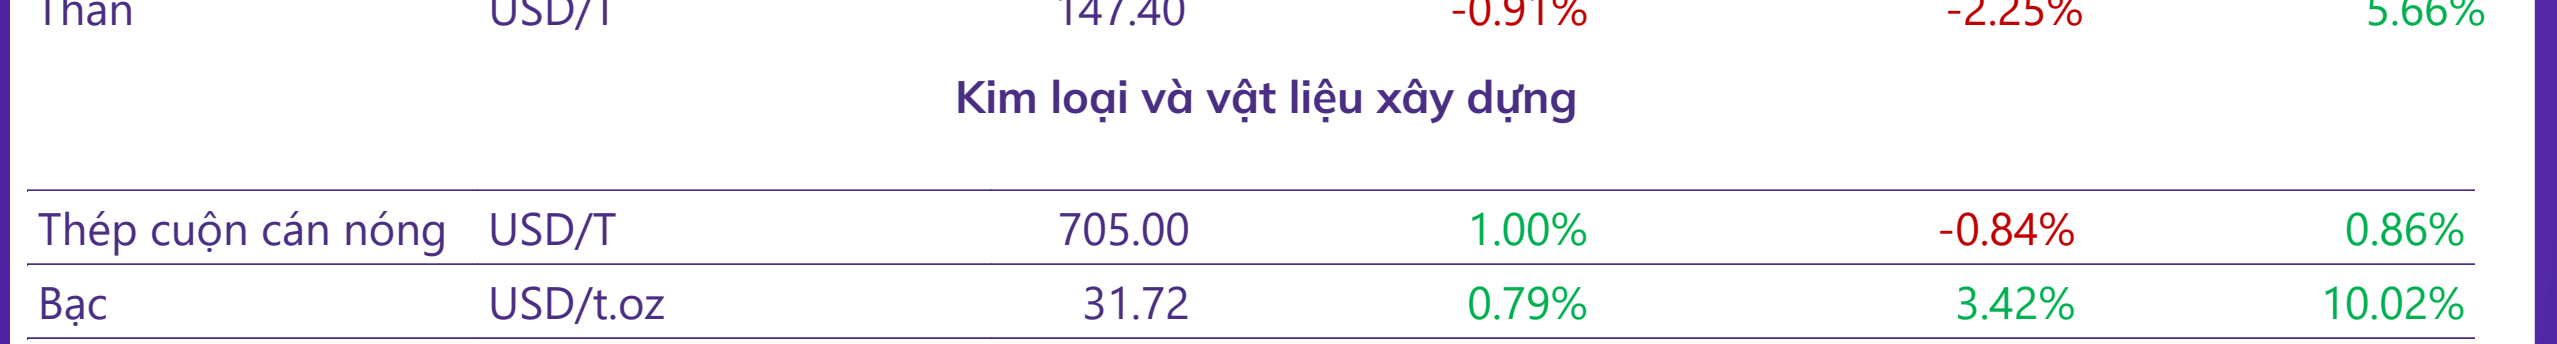 Than USD/T 147.40 -0.91% -2.25% 5.66%
Kim loại và vật liệu xây dựng
Thép cuộn cán nóng USD/T 705.00 1.00% -0.84% 0.86%
Bạc USD/t.oz 31.72 0.79% 3.42% 10.02%